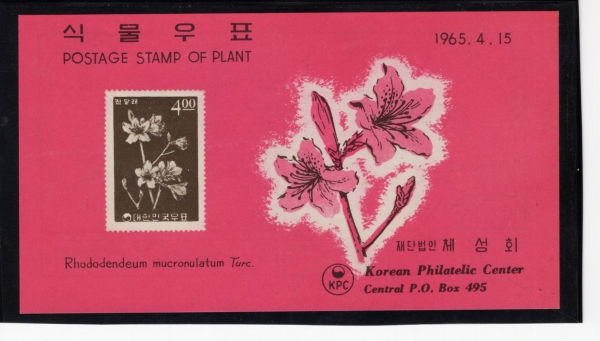 식물우표
1965. 4. 15
POSTAGE STAMP OF PLANT
진달래
4.00
대한민국우표
재단법인 체성회
Rhododendeum mucronulatum Turc.
KPC
Korean Philatelic Center
Central P.O. Box 495